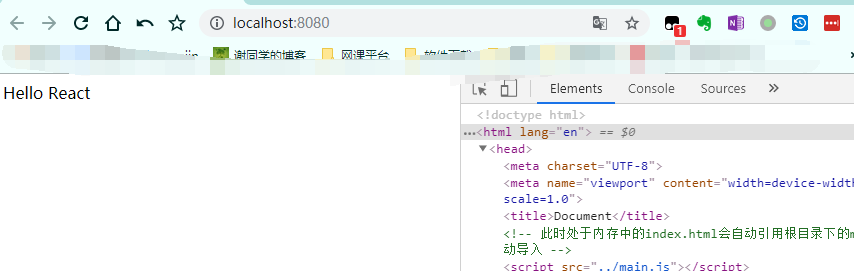 localhost:8080
1
谢同学的博客 网课平台
Hello React
Elements Console Sources »
<!doctype html>
…<html lang="en"> == $0
▼<head>
<meta charset="UTF-8">
<meta name="viewport" content="width=device-width
scale=1.0">
<title>Document</title>
<!-- 此时处于内存中的index.html会自动引用根目录下的m
动导入 -->
<script src="../main.js"></script>